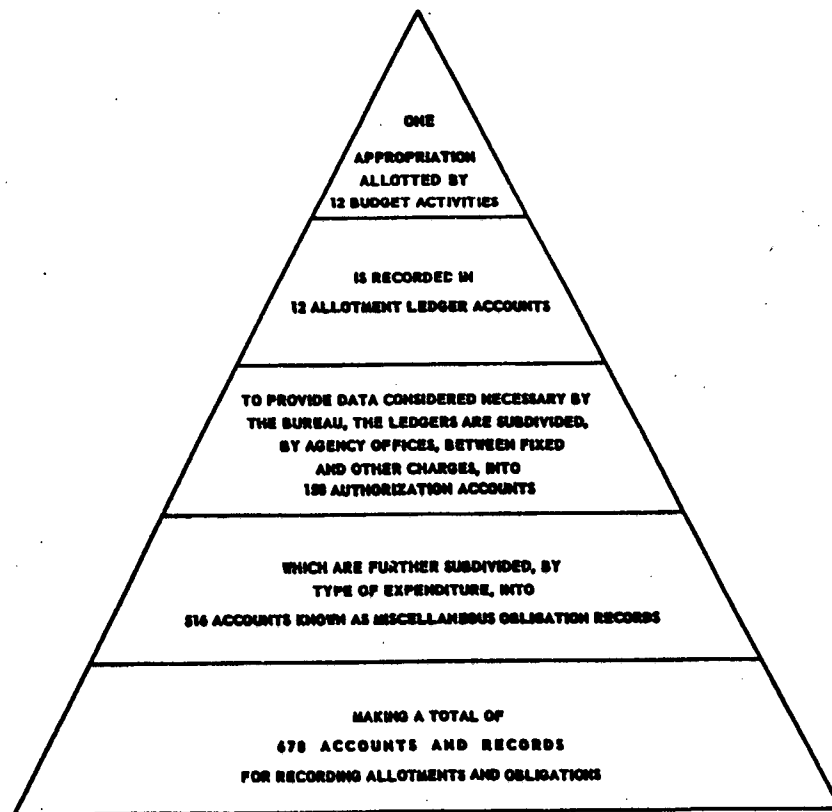 ONE
APPROPRIATION
ALLOTTED BY
12 BUDGET ACTIVITIES
IS RECORDED IN
12 ALLOTMENT LEDGER ACCOUNTS
TO PROVIDE DATA CONSIDERED NECESSARY BY
THE BUREAU, THE LEDGERS ARE SUBDIVIDED,
BY AGENCY OFFICES, BETWEEN FIXED
AND OTHER CHARGES, INTO
150 AUTHORIZATION ACCOUNTS
WHICH ARE FURTHER SUBDIVIDED, BY
TYPE OF EXPENDITURE, INTO
516 ACCOUNTS KNOWN AS MISCELLANEOUS OBLIGATION RECORDS
MAKING A TOTAL OF
678 ACCOUNTS AND RECORDS
FOR RECORDING ALLOTMENTS AND OBLIGATIONS